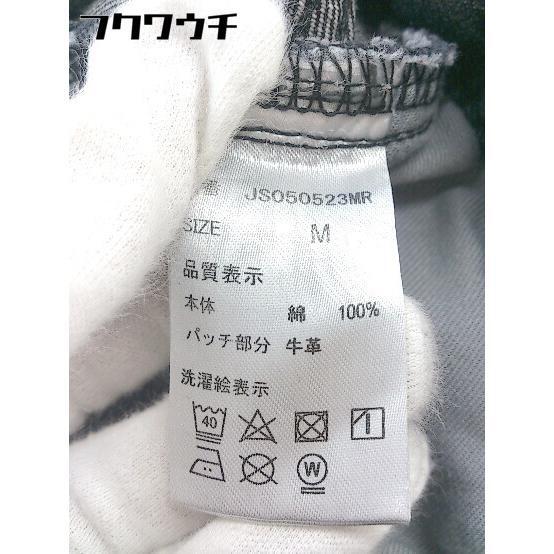 フクワウチ
番 JS050523MR
SIZE M
品質表示
本体 綿 100%
パッチ部分 牛革
洗濯絵表示
40
W